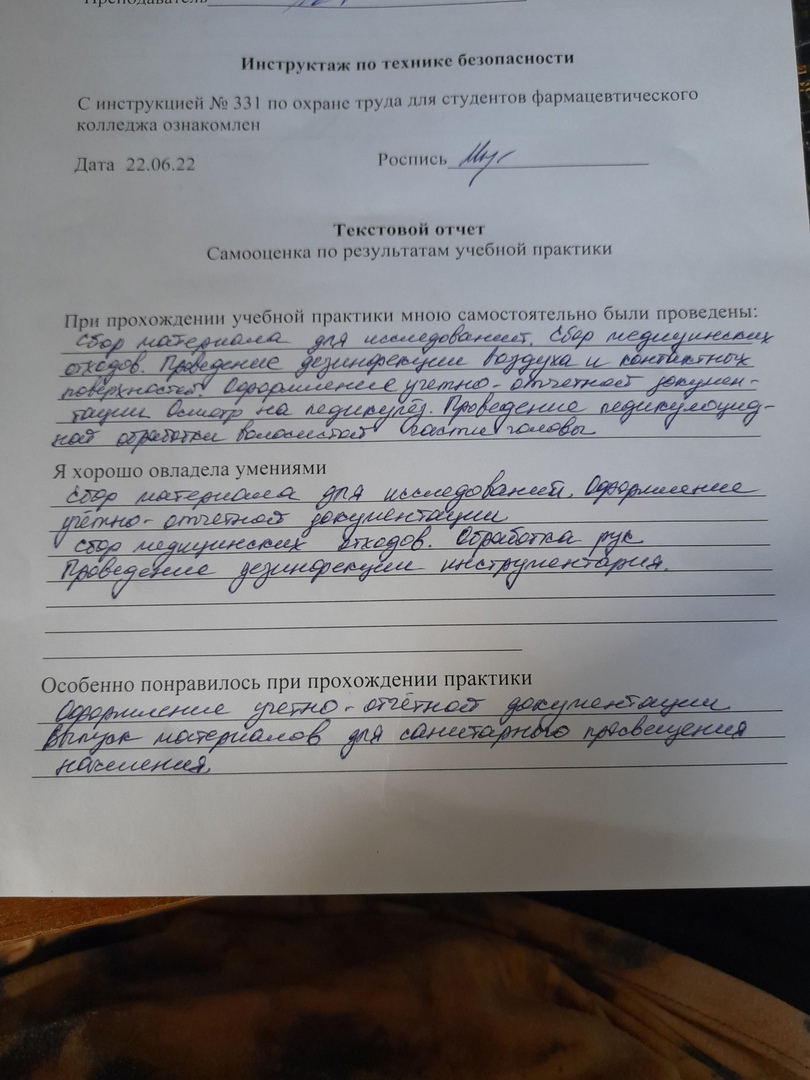 Преподаватель
Инструктаж по технике безопасности
С инструкцией № 331 по охране труда для студентов фармацевтического
колледжа ознакомлен
Дата 22.06.22 Роспись
Текстовой отчет
Самооценка по результатам учебной практики
При прохождении учебной практики мною самостоятельно были проведены:
Сбор материала для исследований. Сбор медицинских
отходов. Проведение дезинфекции воздуха и контактных
поверхностей. Оформление учетно-отчетной докумен-
тации Осмотр на педикулёз. Проведение педикулоцид-
ной обработки волосистой части головы
Я хорошо овладела умениями
Сбор материала для исследований. Оформление
учётно-отчетной документации
сбор медицинских отходов. Обработка рук
Проведение дезинфекции инструментария.
Особенно понравилось при прохождении практики
Оформление учетно-отчётной документации
Выпуск материалов для санитарного просвещения
населения.